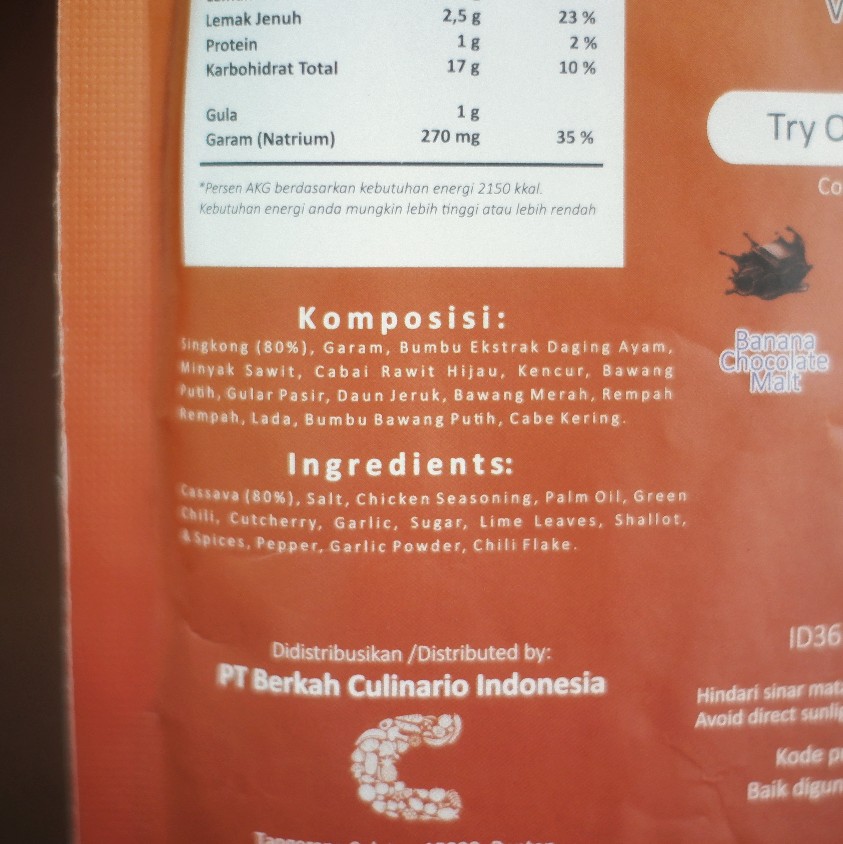 Lemak Jenuh 2,5 g 23 %
Protein 1 g 2 %
Karbohidrat Total 17 g 10 %
Gula 1 g
Garam (Natrium) 270 mg 35 %
*Persen AKG berdasarkan kebutuhan energi 2150 kkal.
Kebutuhan energi anda mungkin lebih tinggi atau lebih rendah
Komposisi:
Singkong (80%), Garam, Bumbu Ekstrak Daging Ayam,
Minyak Sawit, Cabai Rawit Hijau, Kencur, Bawang
Putih, Gular Pasir, Daun Jeruk, Bawang Merah, Rempah
Rempah, Lada, Bumbu Bawang Putih, Cabe Kering.
Ingredients:
Cassava (80%), Salt, Chicken Seasoning, Palm Oil, Green
Chili, Cutcherry, Garlic, Sugar, Lime Leaves, Shallot,
& Spices, Pepper, Garlic Powder, Chili Flake.
Didistribusikan /Distributed by:
PT Berkah Culinario Indonesia
Try
Banana
Chocolate
Malt
ID36
Hindari sinar
Avoid direct
Kode
Baik